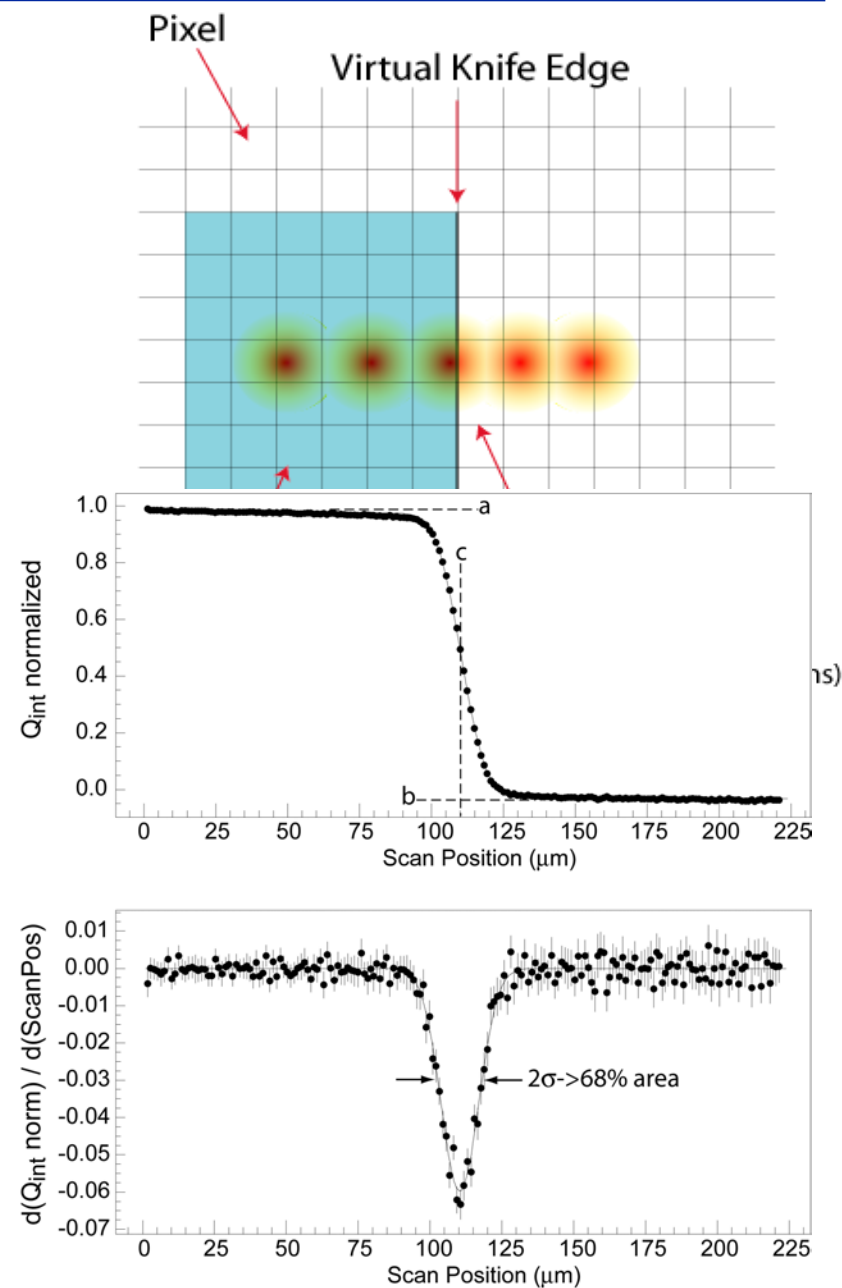 Pixel
Virtual Knife Edge
1.0
0.8
0.6
0.4
0.2
0.0
Q_int normalized
a
c
b
ns)
0 25 50 75 100 125 150 175 200 225
Scan Position (μm)
0.01
0.00
-0.01
-0.02
-0.03
-0.04
-0.05
-0.06
-0.07
d(Q_int norm) / d(ScanPos)
2σ->68% area
0 25 50 75 100 125 150 175 200 225
Scan Position (μm)